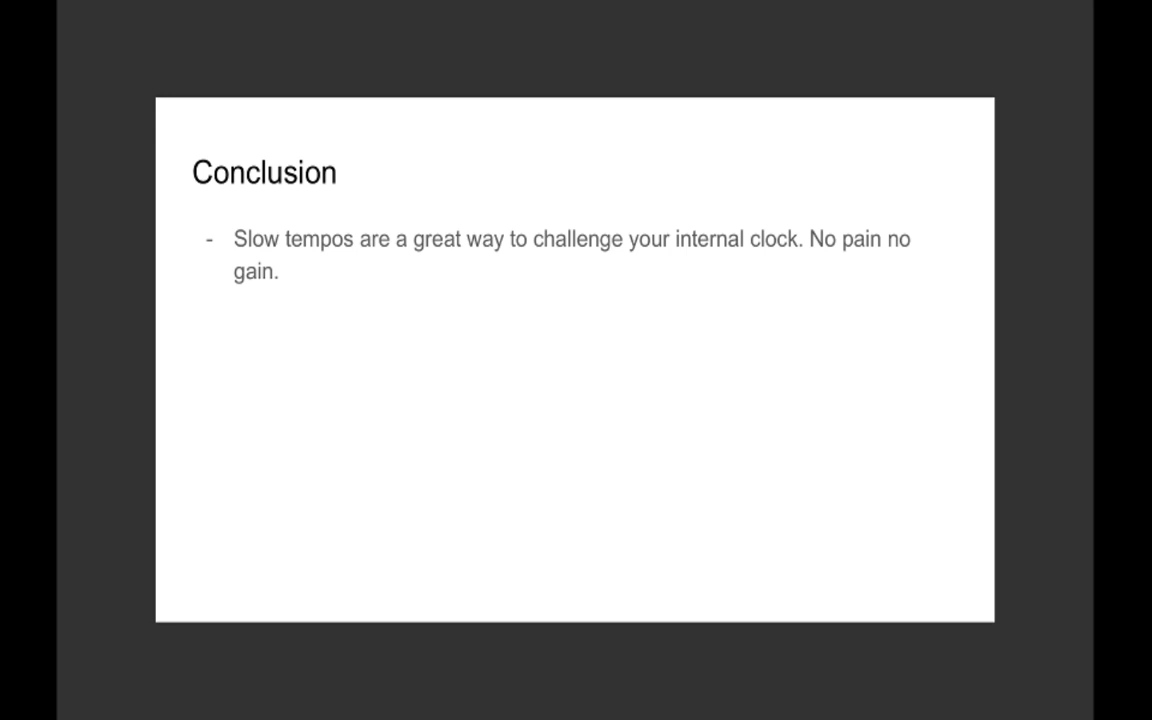 Conclusion
- Slow tempos are a great way to challenge your internal clock. No pain no
gain.